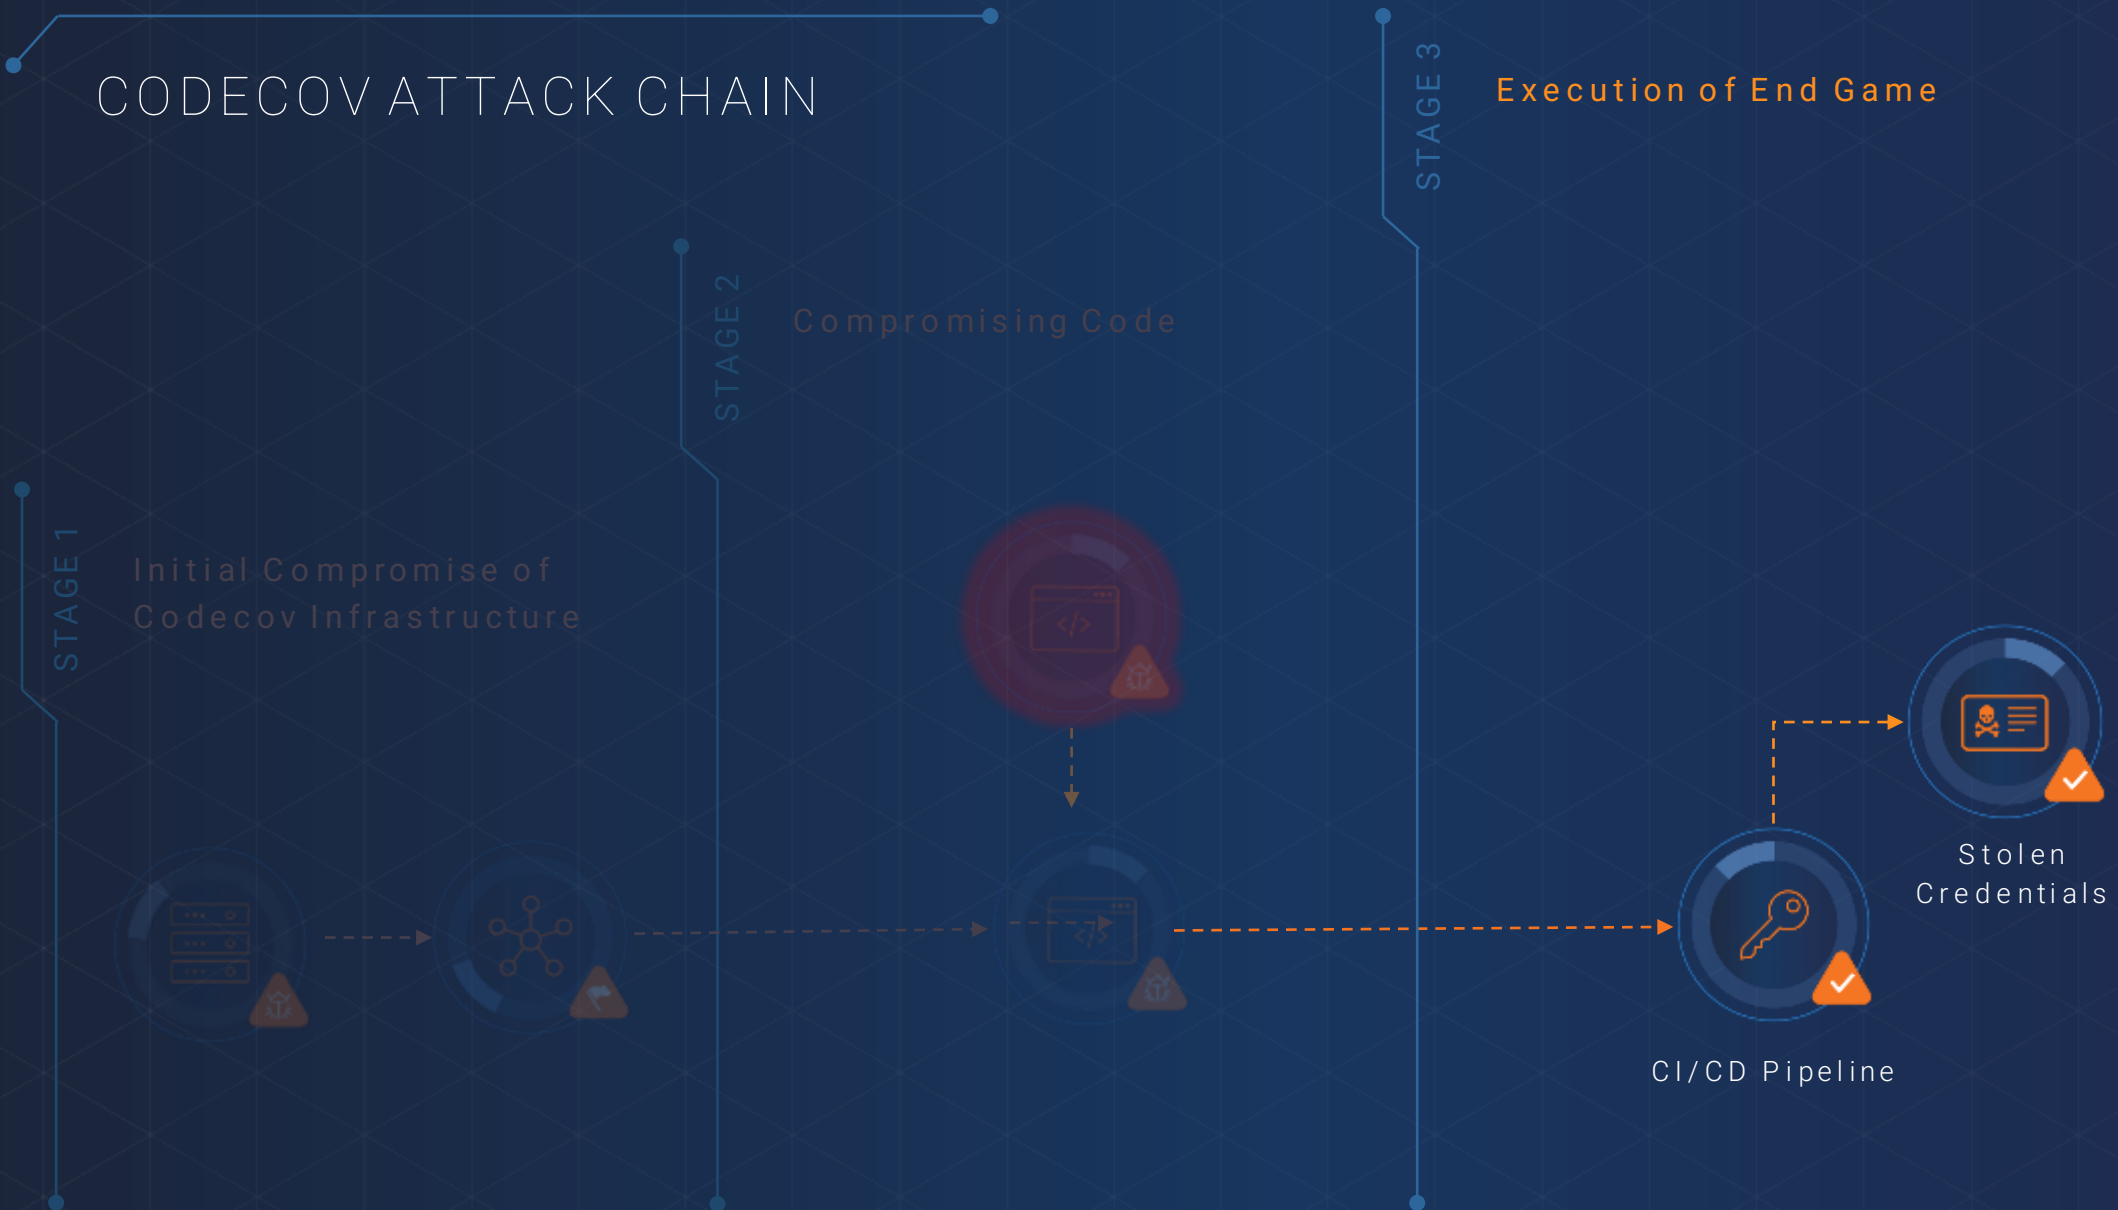 CODECOV ATTACK CHAIN
STAGE 1
Initial Compromise of
Codecov Infrastructure
STAGE 2
Compromising Code
</>
</>
STAGE 3
Execution of End Game
CI/CD Pipeline
Stolen
Credentials